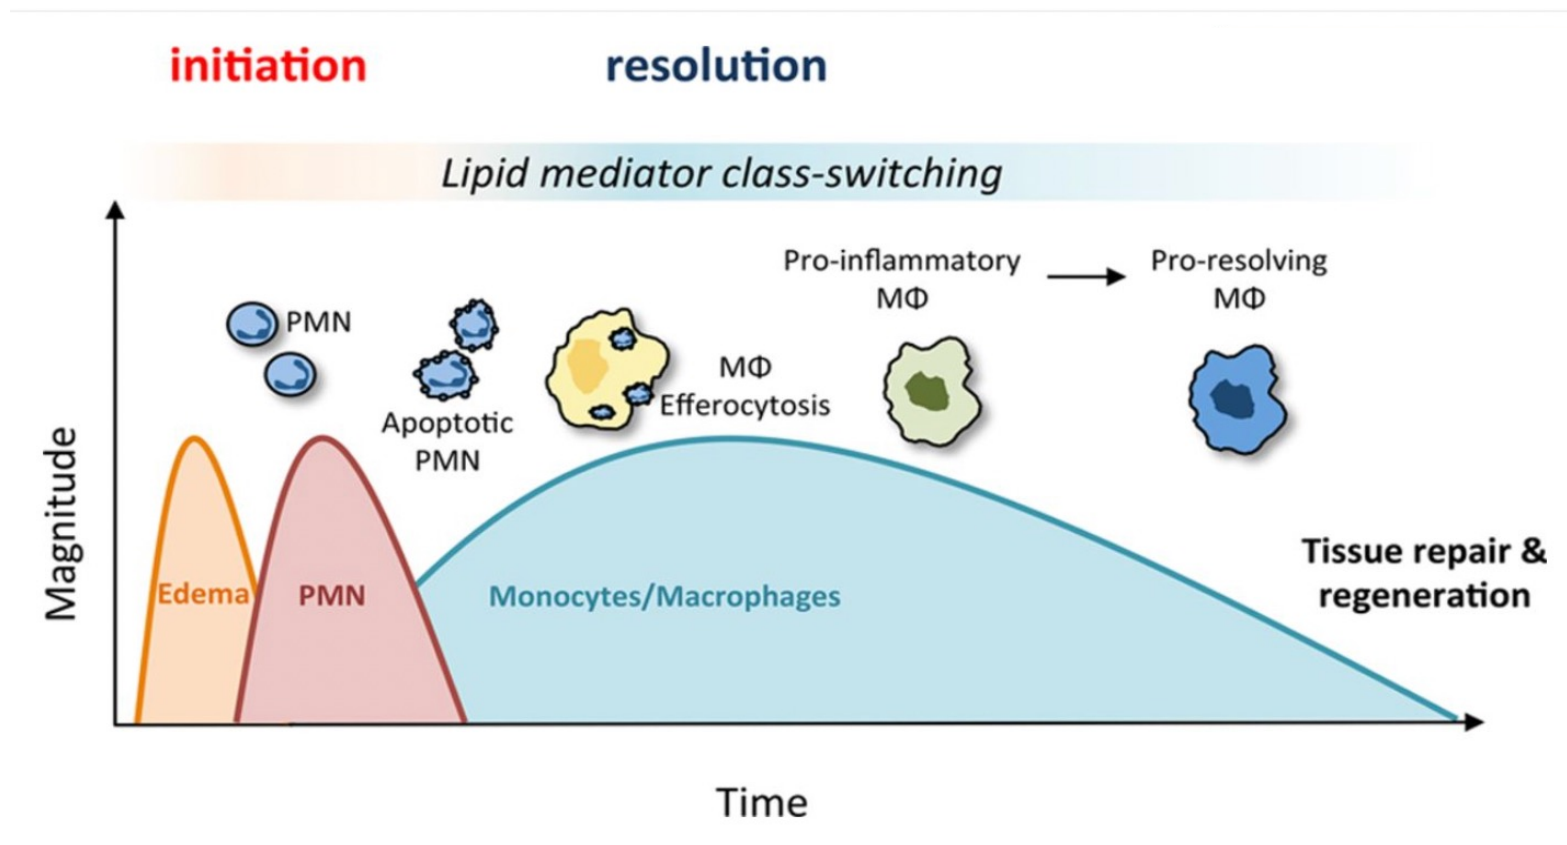 initiation
resolution
Lipid mediator class-switching
Pro-inflammatory
MΦ
Pro-resolving
MΦ
PMN
Apoptotic
PMN
MΦ
Efferocytosis
Magnitude
Edema
PMN
Monocytes/Macrophages
Tissue repair &
regeneration
Time